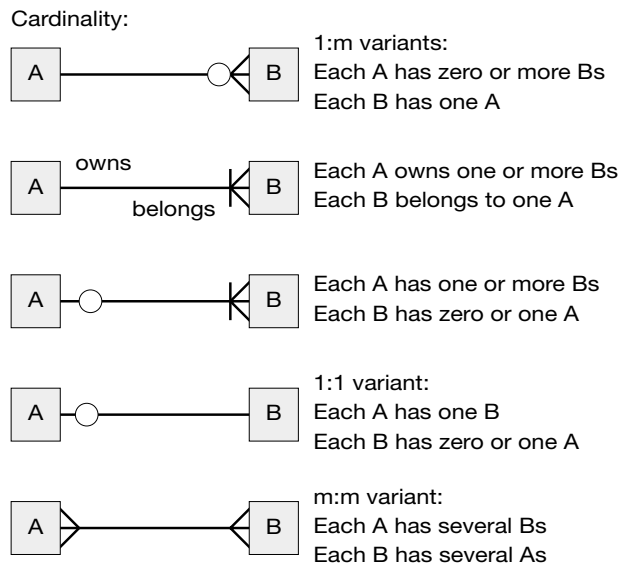 Cardinality:
A B
1:m variants:
Each A has zero or more Bs
Each B has one A
owns
A B
belongs
Each A owns one or more Bs
Each B belongs to one A
A B
Each A has one or more Bs
Each B has zero or one A
A B
1:1 variant:
Each A has one B
Each B has zero or one A
A B
m:m variant:
Each A has several Bs
Each B has several As